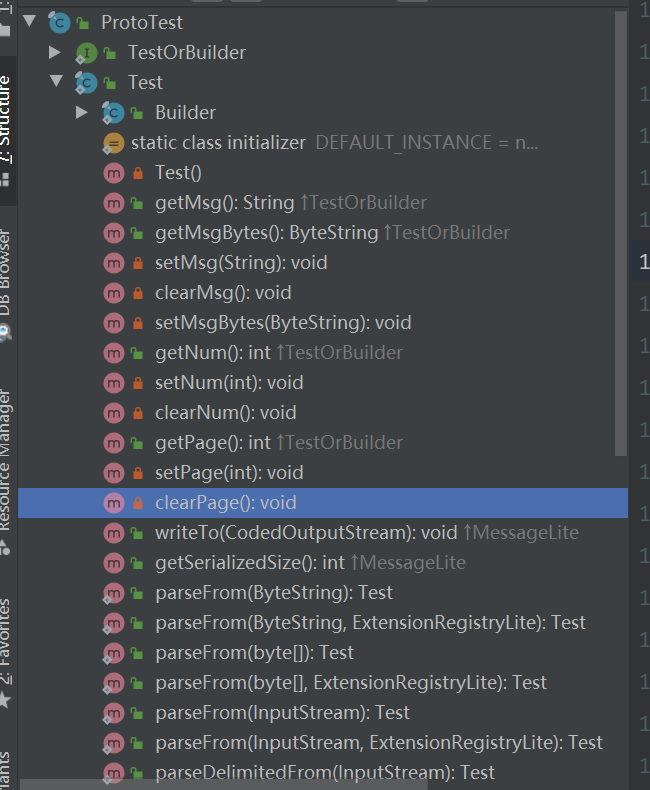 ProtoTest
TestOrBuilder
Test
Builder
static class initializer DEFAULT_INSTANCE = n...
Test()
getMsg(): String ↑TestOrBuilder
getMsgBytes(): ByteString ↑TestOrBuilder
setMsg(String): void
clearMsg(): void
setMsgBytes(ByteString): void
getNum(): int ↑TestOrBuilder
setNum(int): void
clearNum(): void
getPage(): int ↑TestOrBuilder
setPage(int): void
clearPage(): void
writeTo(CodedOutputStream): void ↑MessageLite
getSerializedSize(): int ↑MessageLite
parseFrom(ByteString): Test
parseFrom(ByteString, ExtensionRegistryLite): Test
parseFrom(byte[]): Test
parseFrom(byte[], ExtensionRegistryLite): Test
parseFrom(InputStream): Test
parseFrom(InputStream, ExtensionRegistryLite): Test
parseDelimitedFrom(InputStream): Test
7: Structure
DB Browser
Resource Manager
2: Favorites